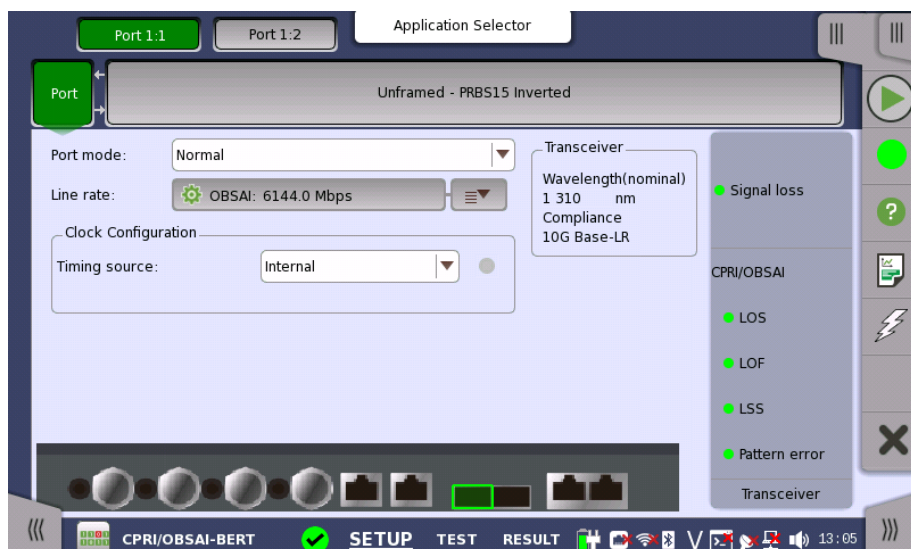 Port 1:1
Port 1:2
Application Selector
Port
Unframed - PRBS15 Inverted
Port mode:
Normal
Line rate:
OBSAI: 6144.0 Mbps
Clock Configuration
Timing source:
Internal
Transceiver
Wavelength(nominal)
1 310 nm
Compliance
10G Base-LR
Signal loss
CPRI/OBSAI
LOS
LOF
LSS
Pattern error
Transceiver
CPRI/OBSAI-BERT
SETUP
TEST
RESULT
13:05